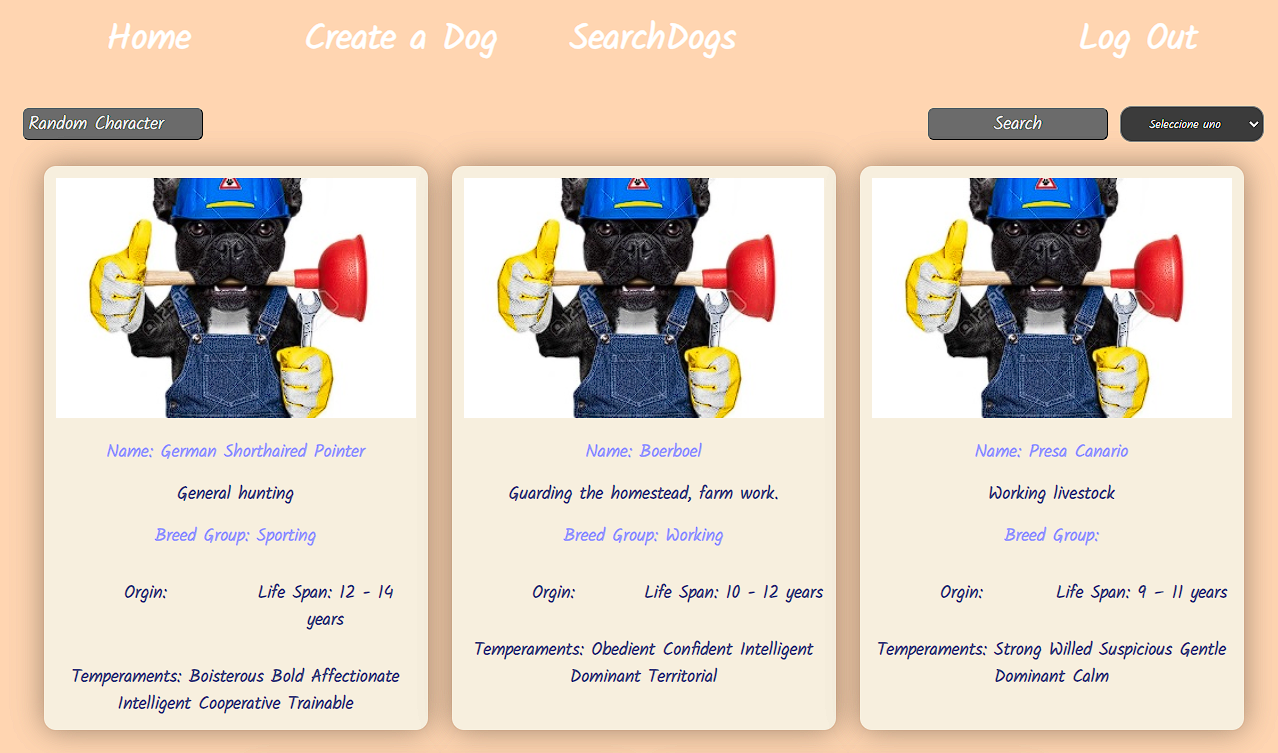 Home Create a Dog SearchDogs Log Out
Random Character Search Seleccione uno
Name: German Shorthaired Pointer
General hunting
Breed Group: Sporting
Orgin: Life Span: 12 - 14
years
Temperaments: Boisterous Bold Affectionate
Intelligent Cooperative Trainable
Name: Boerboel
Guarding the homestead, farm work.
Breed Group: Working
Orgin: Life Span: 10 - 12 years
Temperaments: Obedient Confident Intelligent
Dominant Territorial
Name: Presa Canario
Working livestock
Breed Group:
Orgin: Life Span: 9 – 11 years
Temperaments: Strong Willed Suspicious Gentle
Dominant Calm